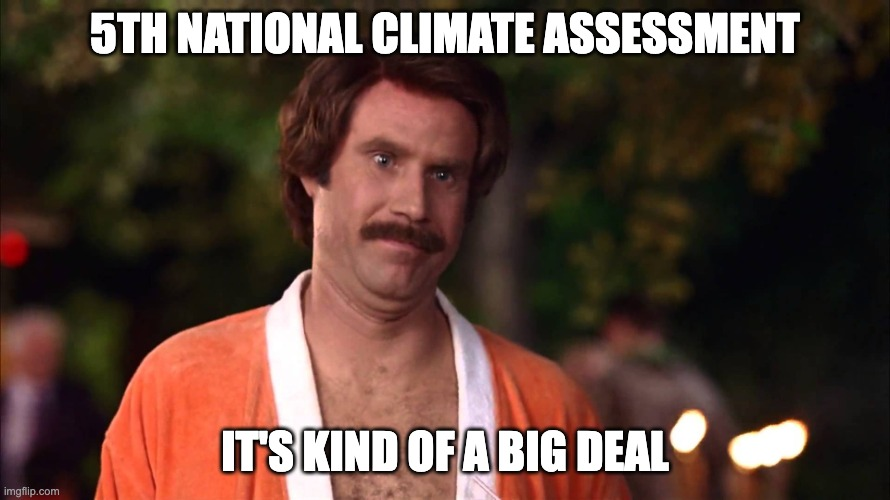 5TH NATIONAL CLIMATE ASSESSMENT
IT'S KIND OF A BIG DEAL
imgflip.com